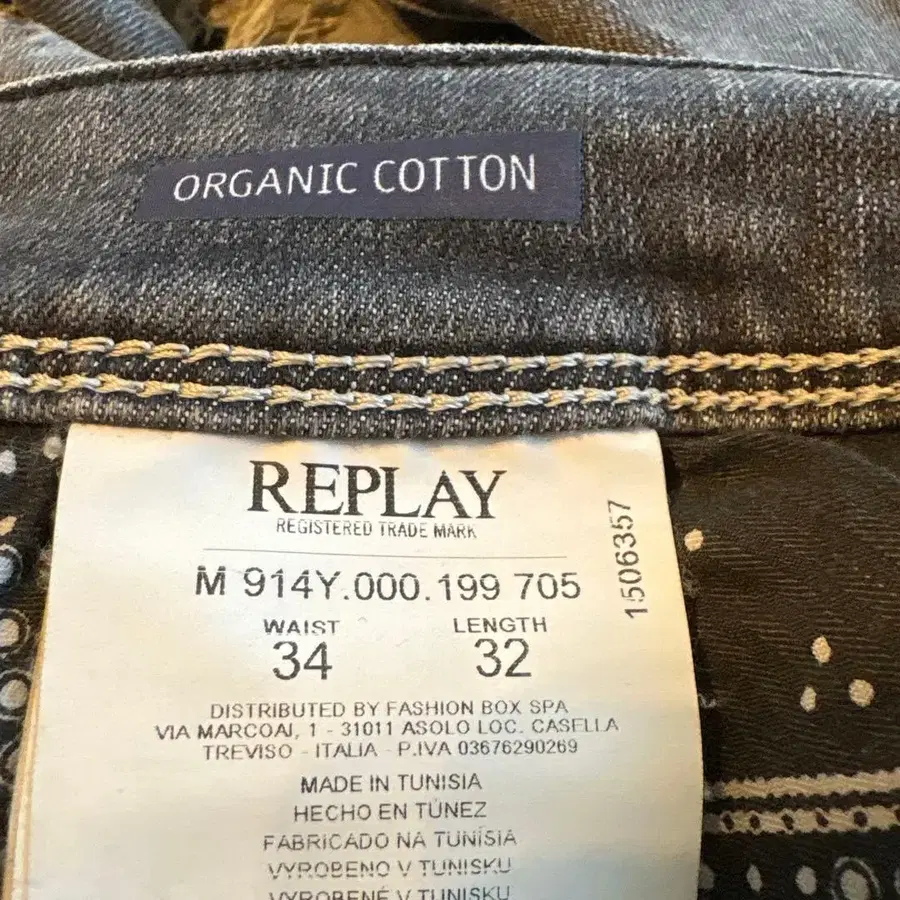 ORGANIC COTTON
REPLAY
REGISTERED TRADE MARK
M 914Y.000.199 705
1506357
WAIST LENGTH
34 32
DISTRIBUTED BY FASHION BOX SPA
VIA MARCOAI, 1 - 31011 ASOLO LOC. CASELLA
TREVISO - ITALIA - P.IVA 03676290269
MADE IN TUNISIA
HECHO EN TÚNEZ
FABRICADO NA TUNÍSIA
VYROBENO V TUNISKU
VYROBENÉ V TUNISKU